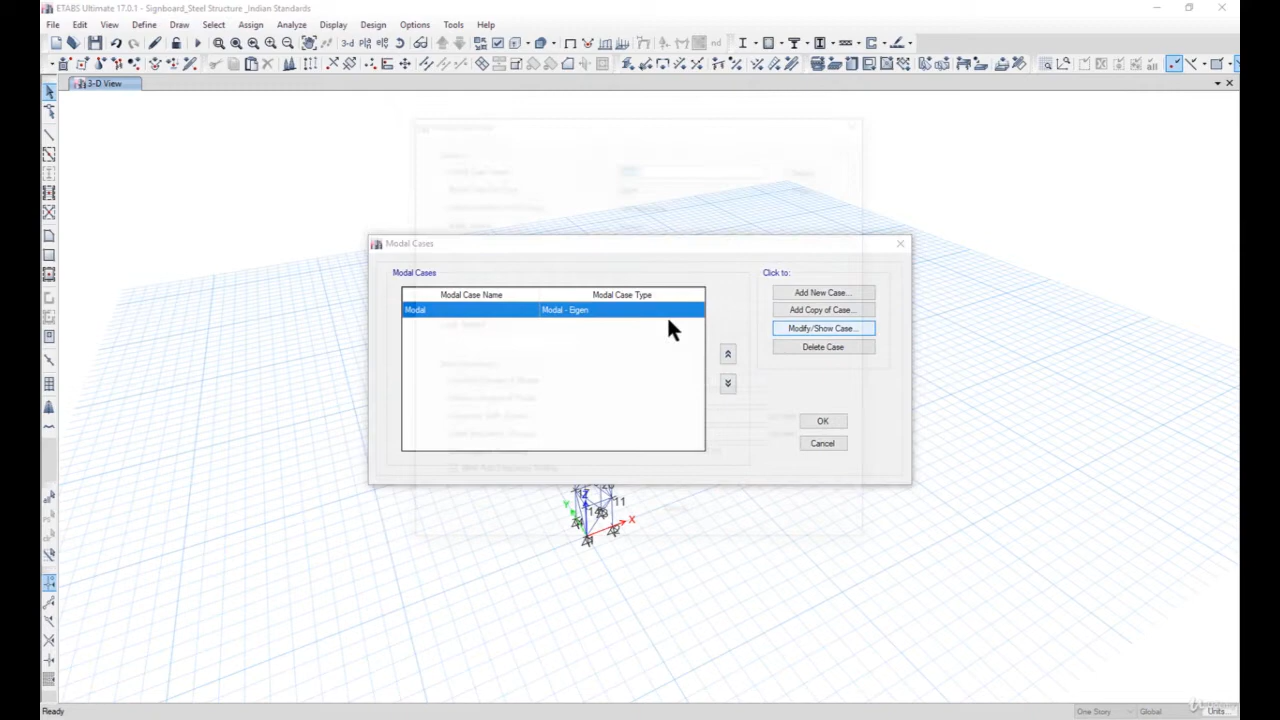 ETABS Ultimate 17.0.1 - Signboard_Steel Structure _Indian Standards
File Edit View Define Draw Select Assign Analyze Display Design Options Tools Help
3-d
nd
3-D View
Modal Cases
Modal Cases
Click to:
Modal Case Name Modal Case Type
Add New Case...
Modal Modal - Eigen
Add Copy of Case...
Modify/Show Case...
Delete Case
OK
Cancel
11
Y
Z
X
Ready
One Story Global Units...